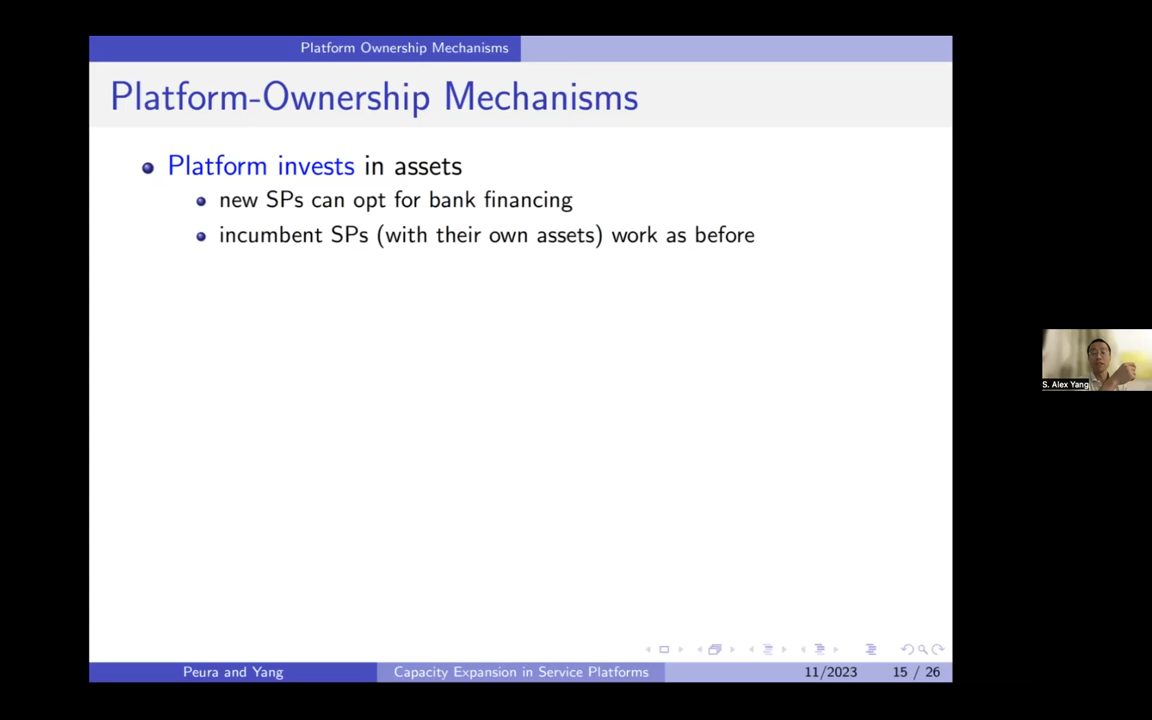 Platform Ownership Mechanisms
Platform-Ownership Mechanisms
Platform invests in assets
new SPs can opt for bank financing
incumbent SPs (with their own assets) work as before
S. Alex Yang
Peura and Yang
Capacity Expansion in Service Platforms
11/2023
15 / 26